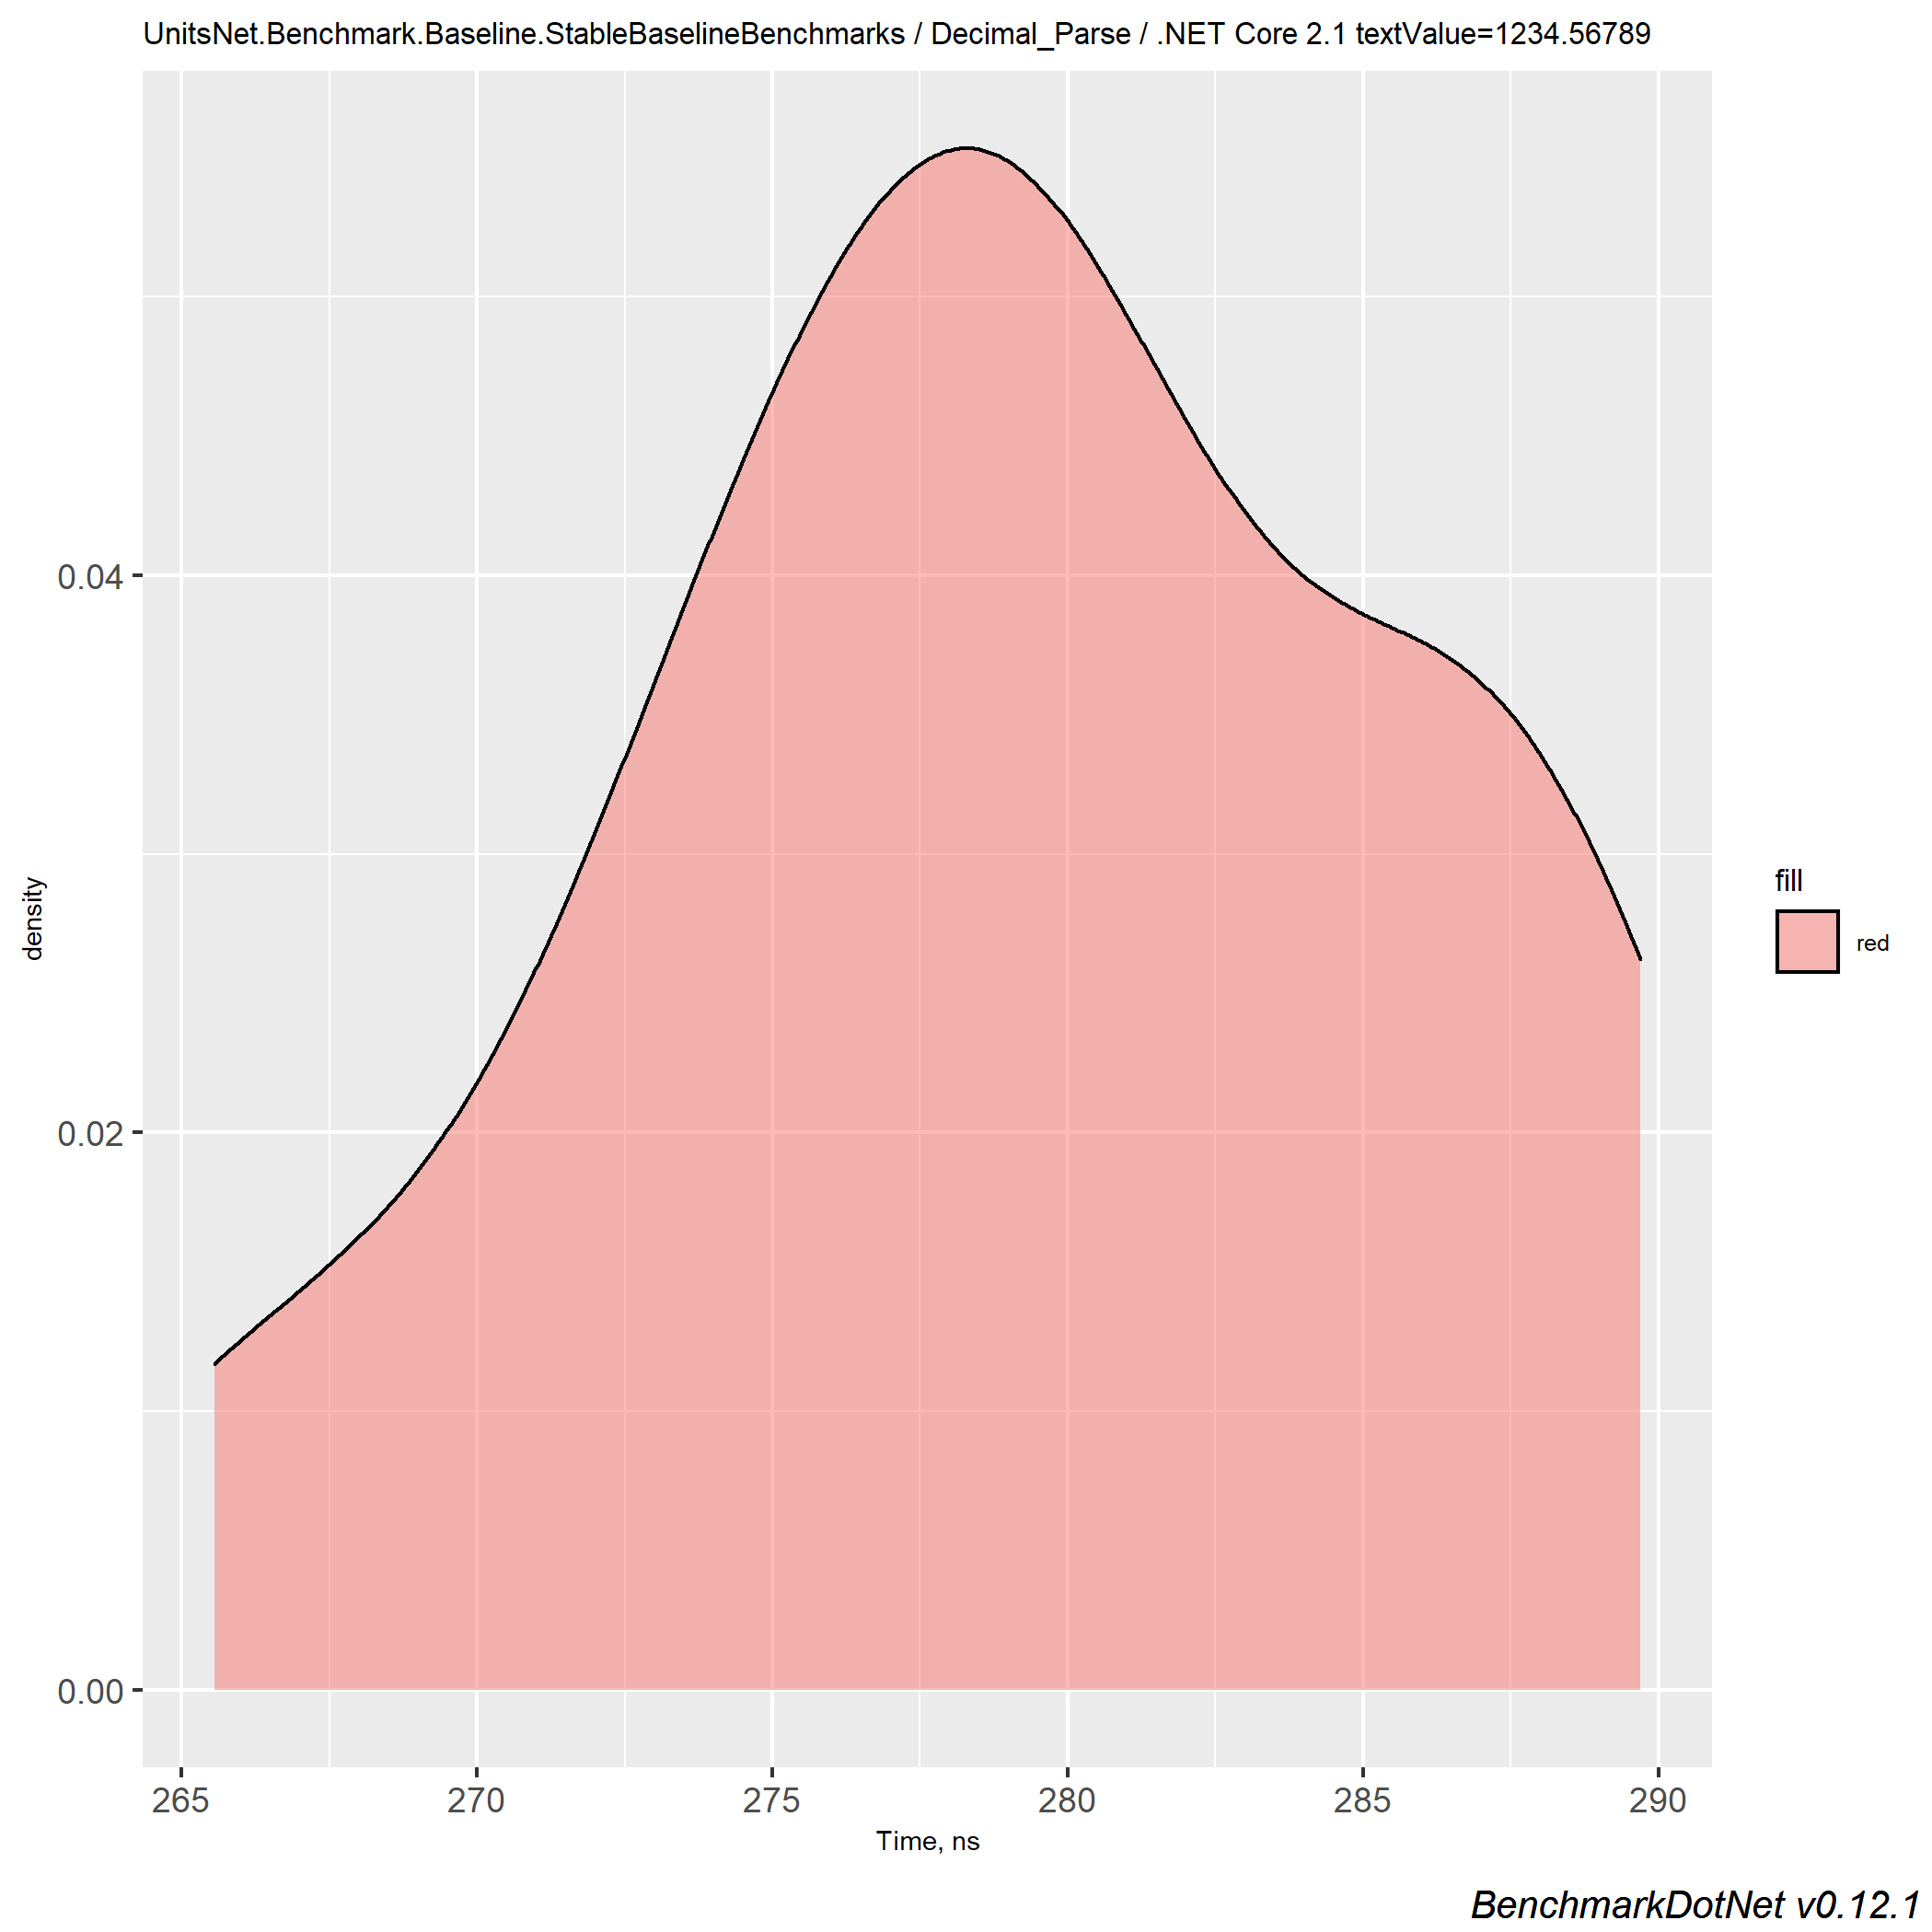 UnitsNet.Benchmark.Baseline.StableBaselineBenchmarks / Decimal_Parse / .NET Core 2.1 textValue=1234.56789
0.04
0.02
0.00
density
265 270 275 280 285 290
Time, ns
fill
red
BenchmarkDotNet v0.12.1